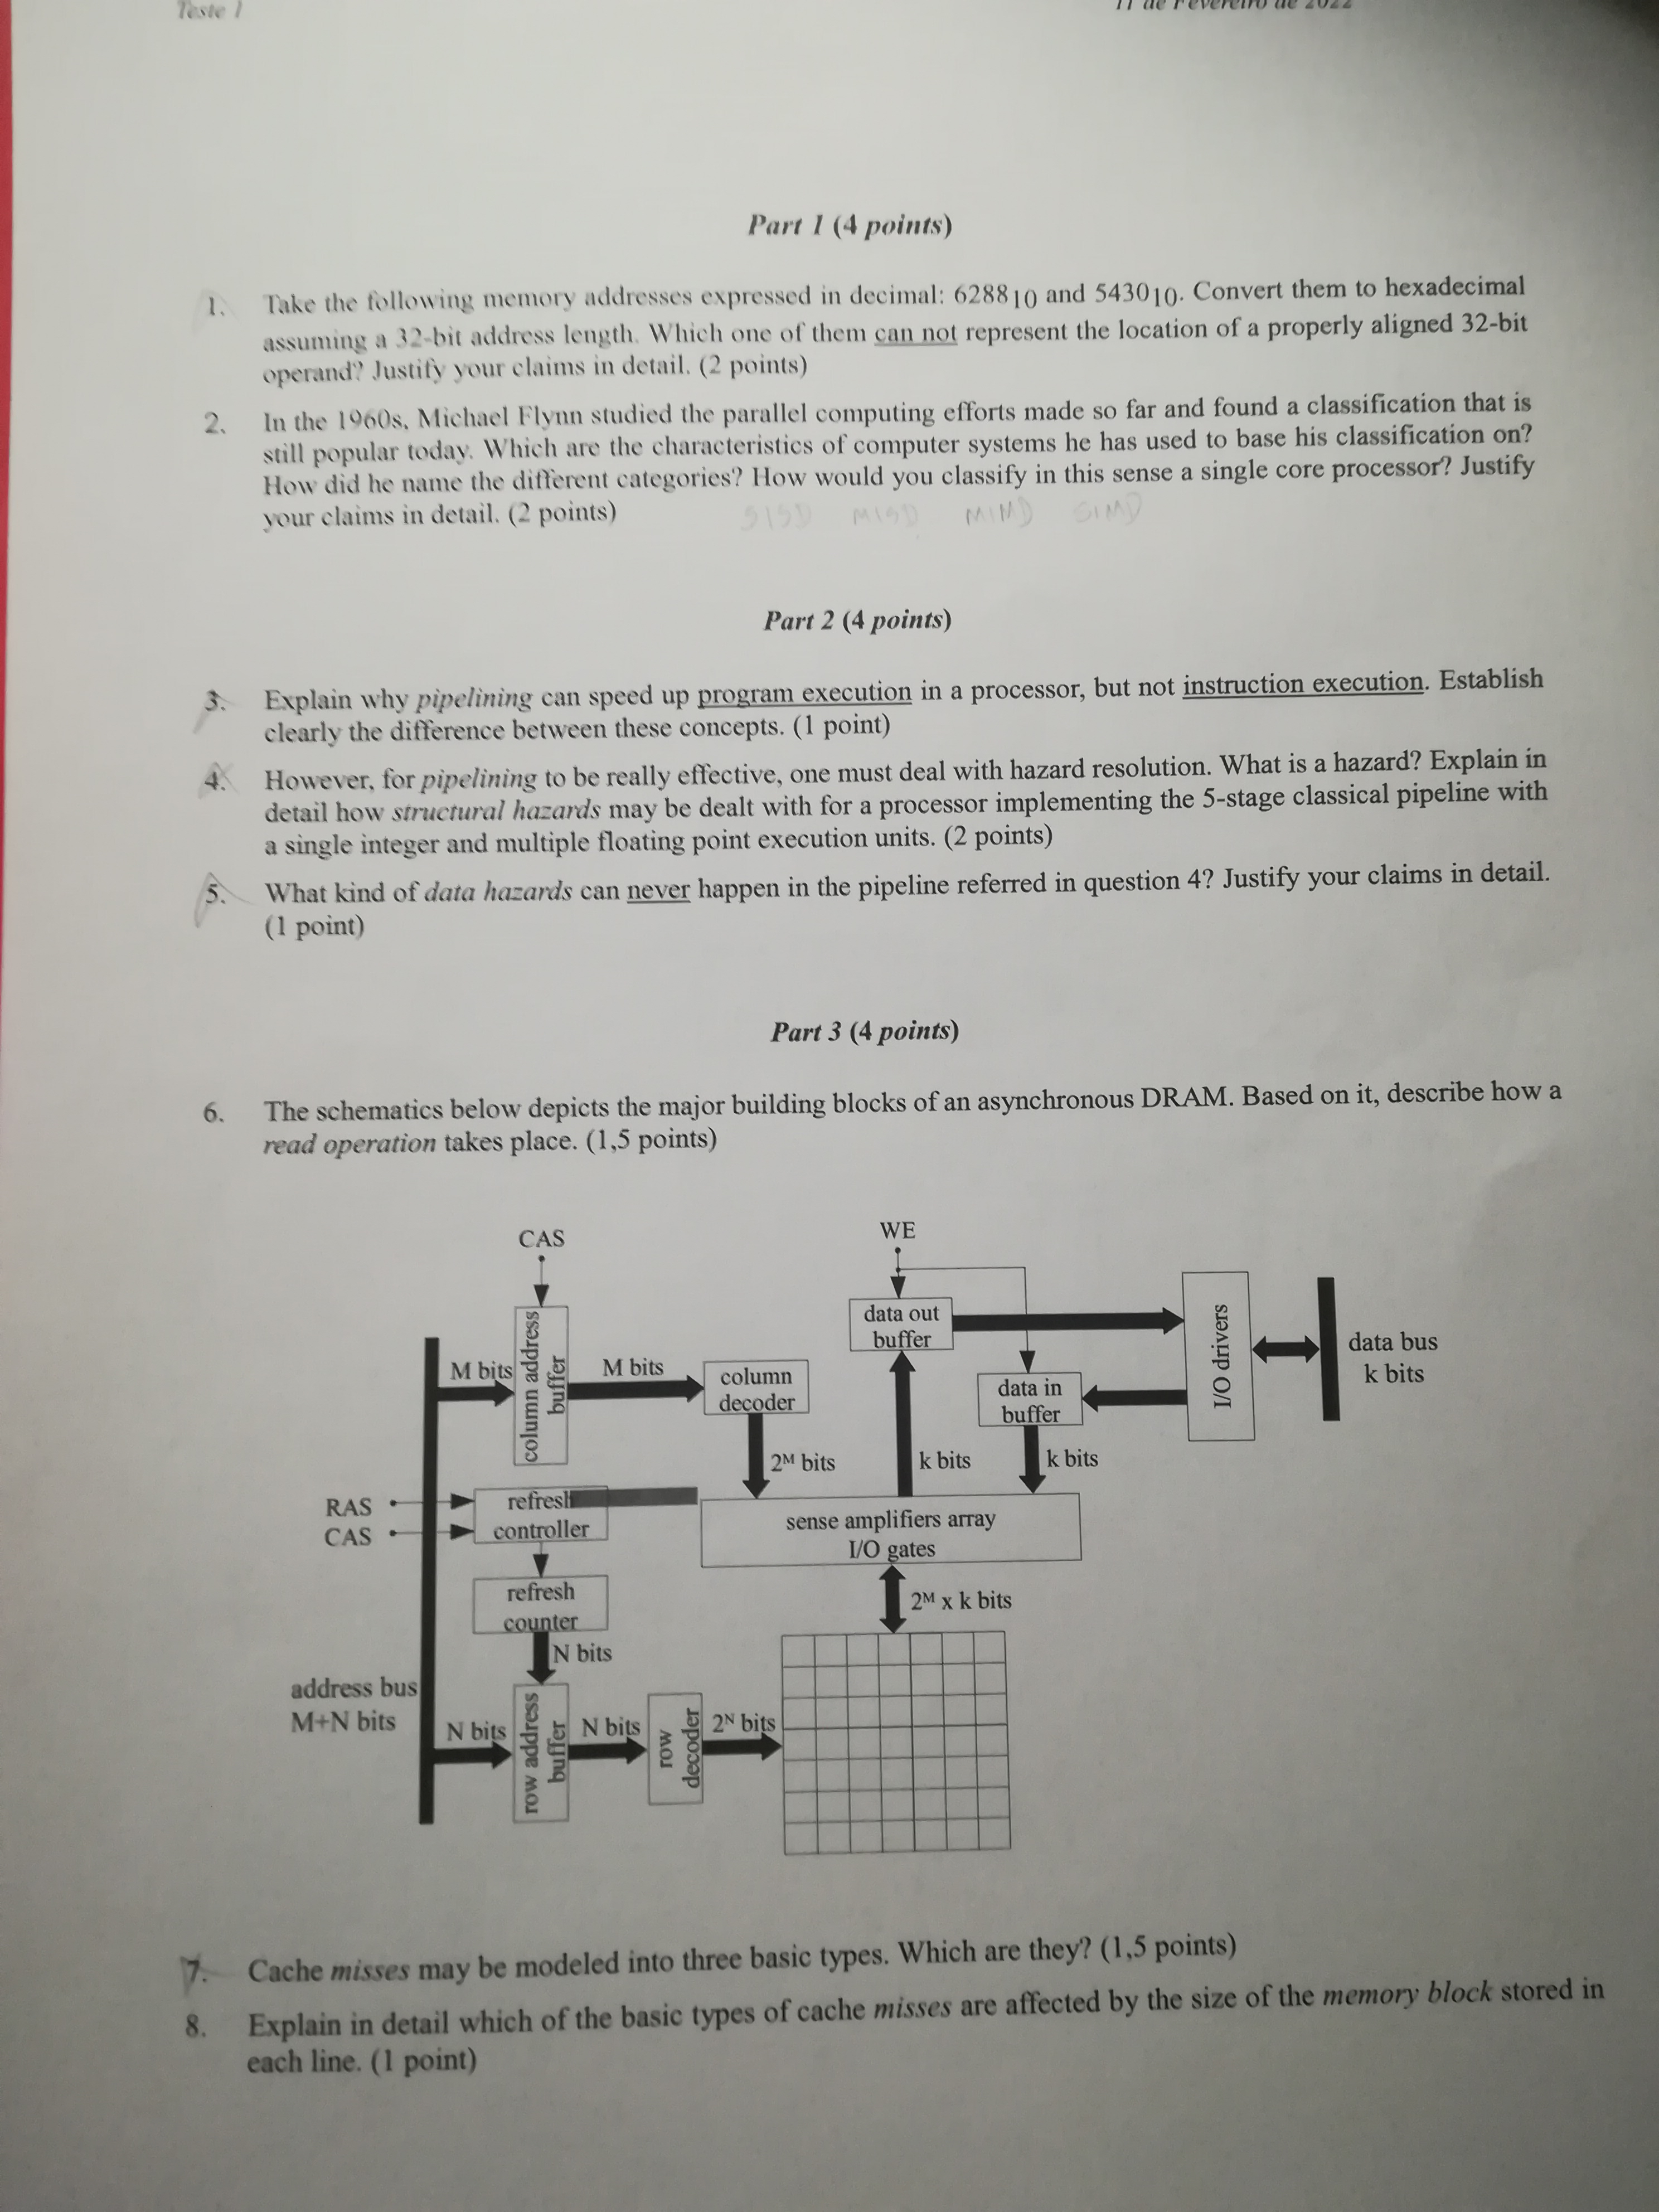 Teste 1
11 de Fevereiro de 2022
Part 1 (4 points)
1. Take the following memory addresses expressed in decimal: 6288₁₀ and 5430₁₀. Convert them to hexadecimal
assuming a 32-bit address length. Which one of them can not represent the location of a properly aligned 32-bit
operand? Justify your claims in detail. (2 points)
2. In the 1960s, Michael Flynn studied the parallel computing efforts made so far and found a classification that is
still popular today. Which are the characteristics of computer systems he has used to base his classification on?
How did he name the different categories? How would you classify in this sense a single core processor? Justify
your claims in detail. (2 points)
SISD MISD MIMD SIMD
Part 2 (4 points)
3. Explain why pipelining can speed up program execution in a processor, but not instruction execution. Establish
clearly the difference between these concepts. (1 point)
4. However, for pipelining to be really effective, one must deal with hazard resolution. What is a hazard? Explain in
detail how structural hazards may be dealt with for a processor implementing the 5-stage classical pipeline with
a single integer and multiple floating point execution units. (2 points)
5. What kind of data hazards can never happen in the pipeline referred in question 4? Justify your claims in detail.
(1 point)
Part 3 (4 points)
6. The schematics below depicts the major building blocks of an asynchronous DRAM. Based on it, describe how a
read operation takes place. (1,5 points)
CAS
WE
column address
buffer
M bits
M bits
column
decoder
2ᴹ bits
data out
buffer
data in
buffer
k bits
k bits
I/O drivers
data bus
k bits
RAS
CAS
refresh
controller
sense amplifiers array
I/O gates
refresh
counter
N bits
2ᴹ x k bits
address bus
M+N bits
N bits
row address
buffer
N bits
row
decoder
2ᴺ bits
7. Cache misses may be modeled into three basic types. Which are they? (1,5 points)
8. Explain in detail which of the basic types of cache misses are affected by the size of the memory block stored in
each line. (1 point)